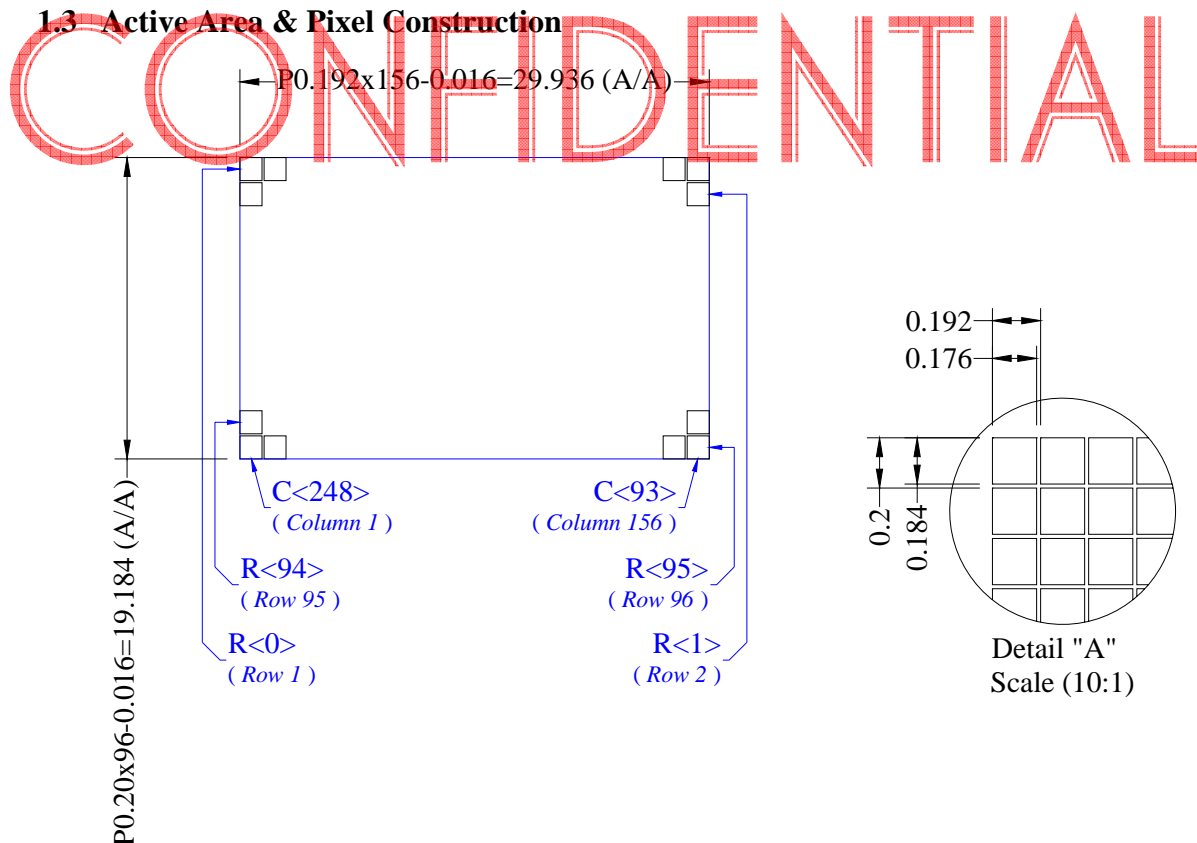 1.3 Active Area & Pixel Construction
CONFIDENTIAL
P0.192x156-0.016=29.936 (A/A)
P0.20x96-0.016=19.184 (A/A)
C<248>
( Column 1 )
C<93>
( Column 156 )
R<94>
( Row 95 )
R<95>
( Row 96 )
R<0>
( Row 1 )
R<1>
( Row 2 )
0.192
0.176
0.2
0.184
Detail "A"
Scale (10:1)